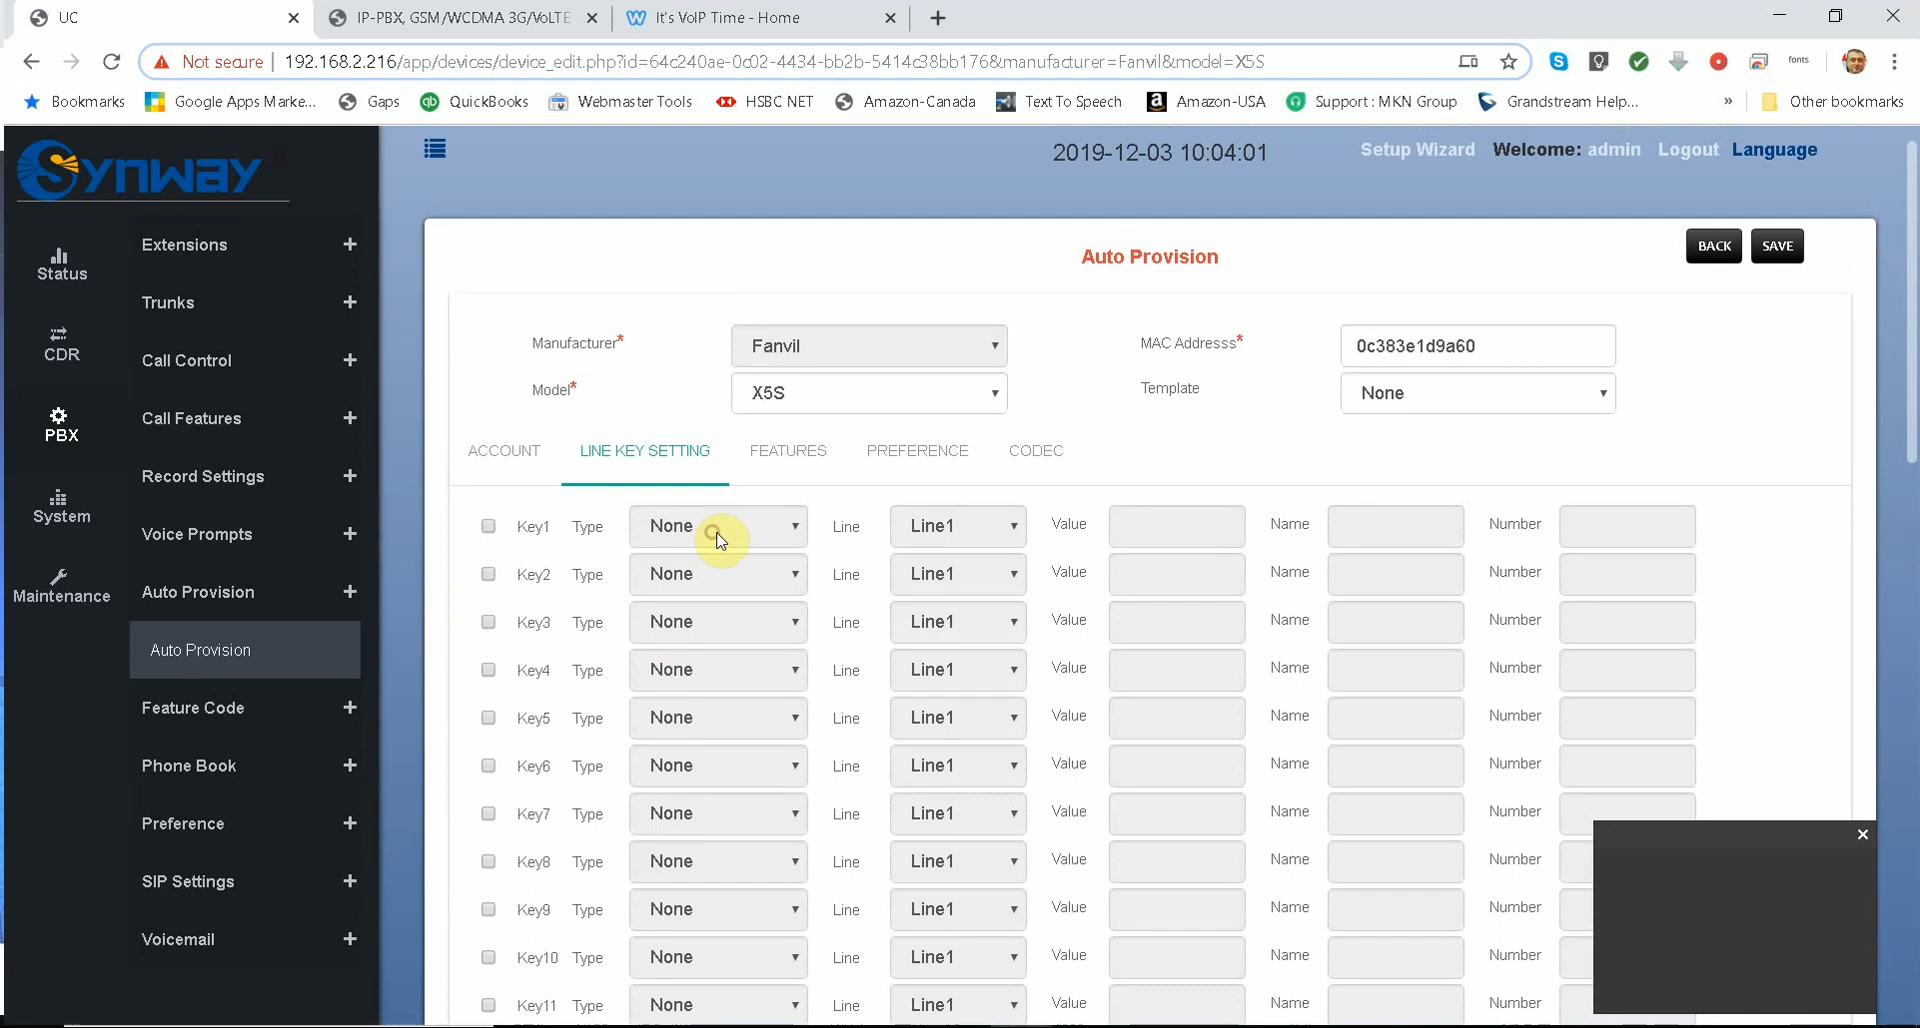 UC
IP-PBX, GSM/WCDMA 3G/VoLTE
It's VoIP Time - Home
Not secure 192.168.2.216/app/devices/device_edit.php?id=64c240ae-0c02-4434-bb2b-5414c38bb176&manufacturer=Fanvil&model=X5S
fonts
Bookmarks Google Apps Marke... Gaps QuickBooks Webmaster Tools HSBC NET Amazon-Canada Text To Speech Amazon-USA Support : MKN Group Grandstream Help... » Other bookmarks
Synway
2019-12-03 10:04:01
Setup Wizard Welcome: admin Logout Language
Status
CDR
PBX
System
Maintenance
Extensions +
Trunks +
Call Control +
Call Features +
Record Settings +
Voice Prompts +
Auto Provision +
Auto Provision
Feature Code +
Phone Book +
Preference +
SIP Settings +
Voicemail +
Auto Provision
BACK SAVE
Manufacturer* Fanvil MAC Addresss* 0c383e1d9a60
Model* X5S Template None
ACCOUNT LINE KEY SETTING FEATURES PREFERENCE CODEC
Key1 Type None Line Line1 Value Name Number
Key2 Type None Line Line1 Value Name Number
Key3 Type None Line Line1 Value Name Number
Key4 Type None Line Line1 Value Name Number
Key5 Type None Line Line1 Value Name Number
Key6 Type None Line Line1 Value Name Number
Key7 Type None Line Line1 Value Name Number
Key8 Type None Line Line1 Value Name Number
Key9 Type None Line Line1 Value Name Number
Key10 Type None Line Line1 Value Name Number
Key11 Type None Line Line1 Value Name Number